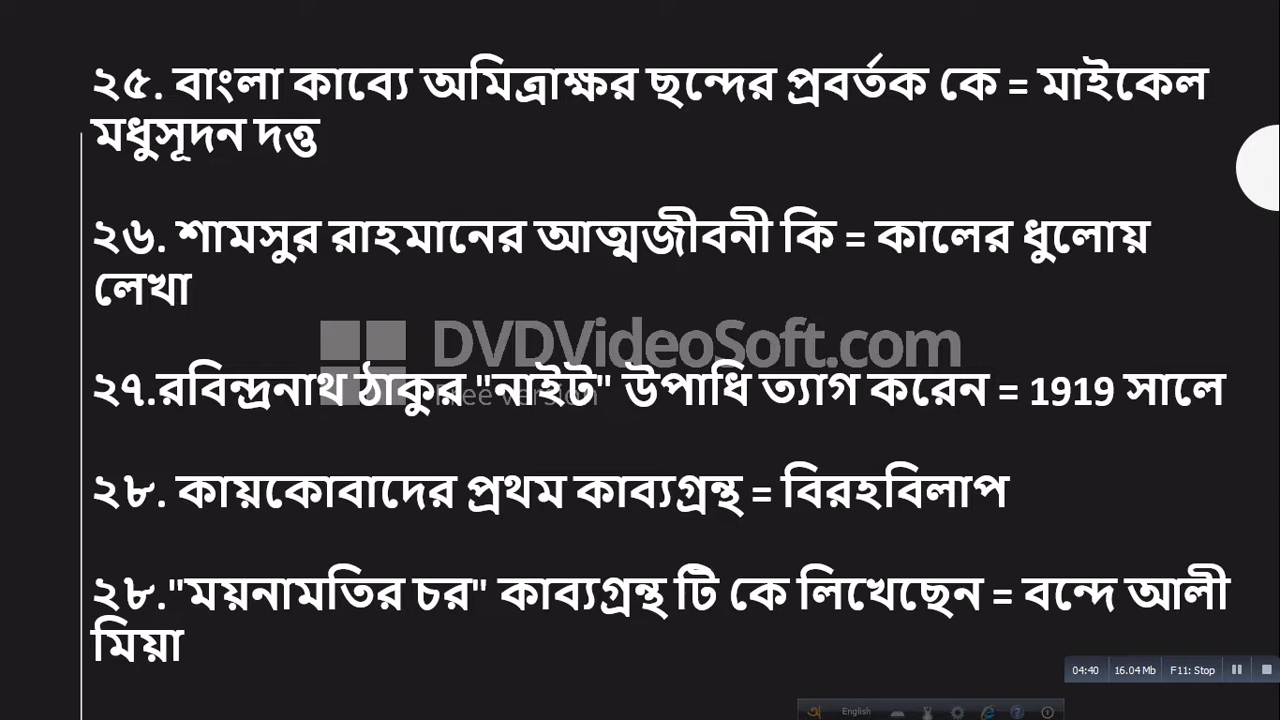 ২৫. বাংলা কাব্যে অমিত্রাক্ষর ছন্দের প্রবর্তক কে = মাইকেল
মধুসূদন দত্ত
২৬. শামসুর রাহমানের আত্মজীবনী কি = কালের ধুলোয়
লেখা
DVDVideoSoft.com
Free version
২৭.রবিন্দ্রনাথ ঠাকুর "নাইট" উপাধি ত্যাগ করেন = 1919 সালে
২৮. কায়কোবাদের প্রথম কাব্যগ্রন্থ = বিরহবিলাপ
২৮."ময়নামতির চর" কাব্যগ্রন্থ টি কে লিখেছেন = বন্দে আলী
মিয়া
04:40 16.04 Mb F11: Stop
English